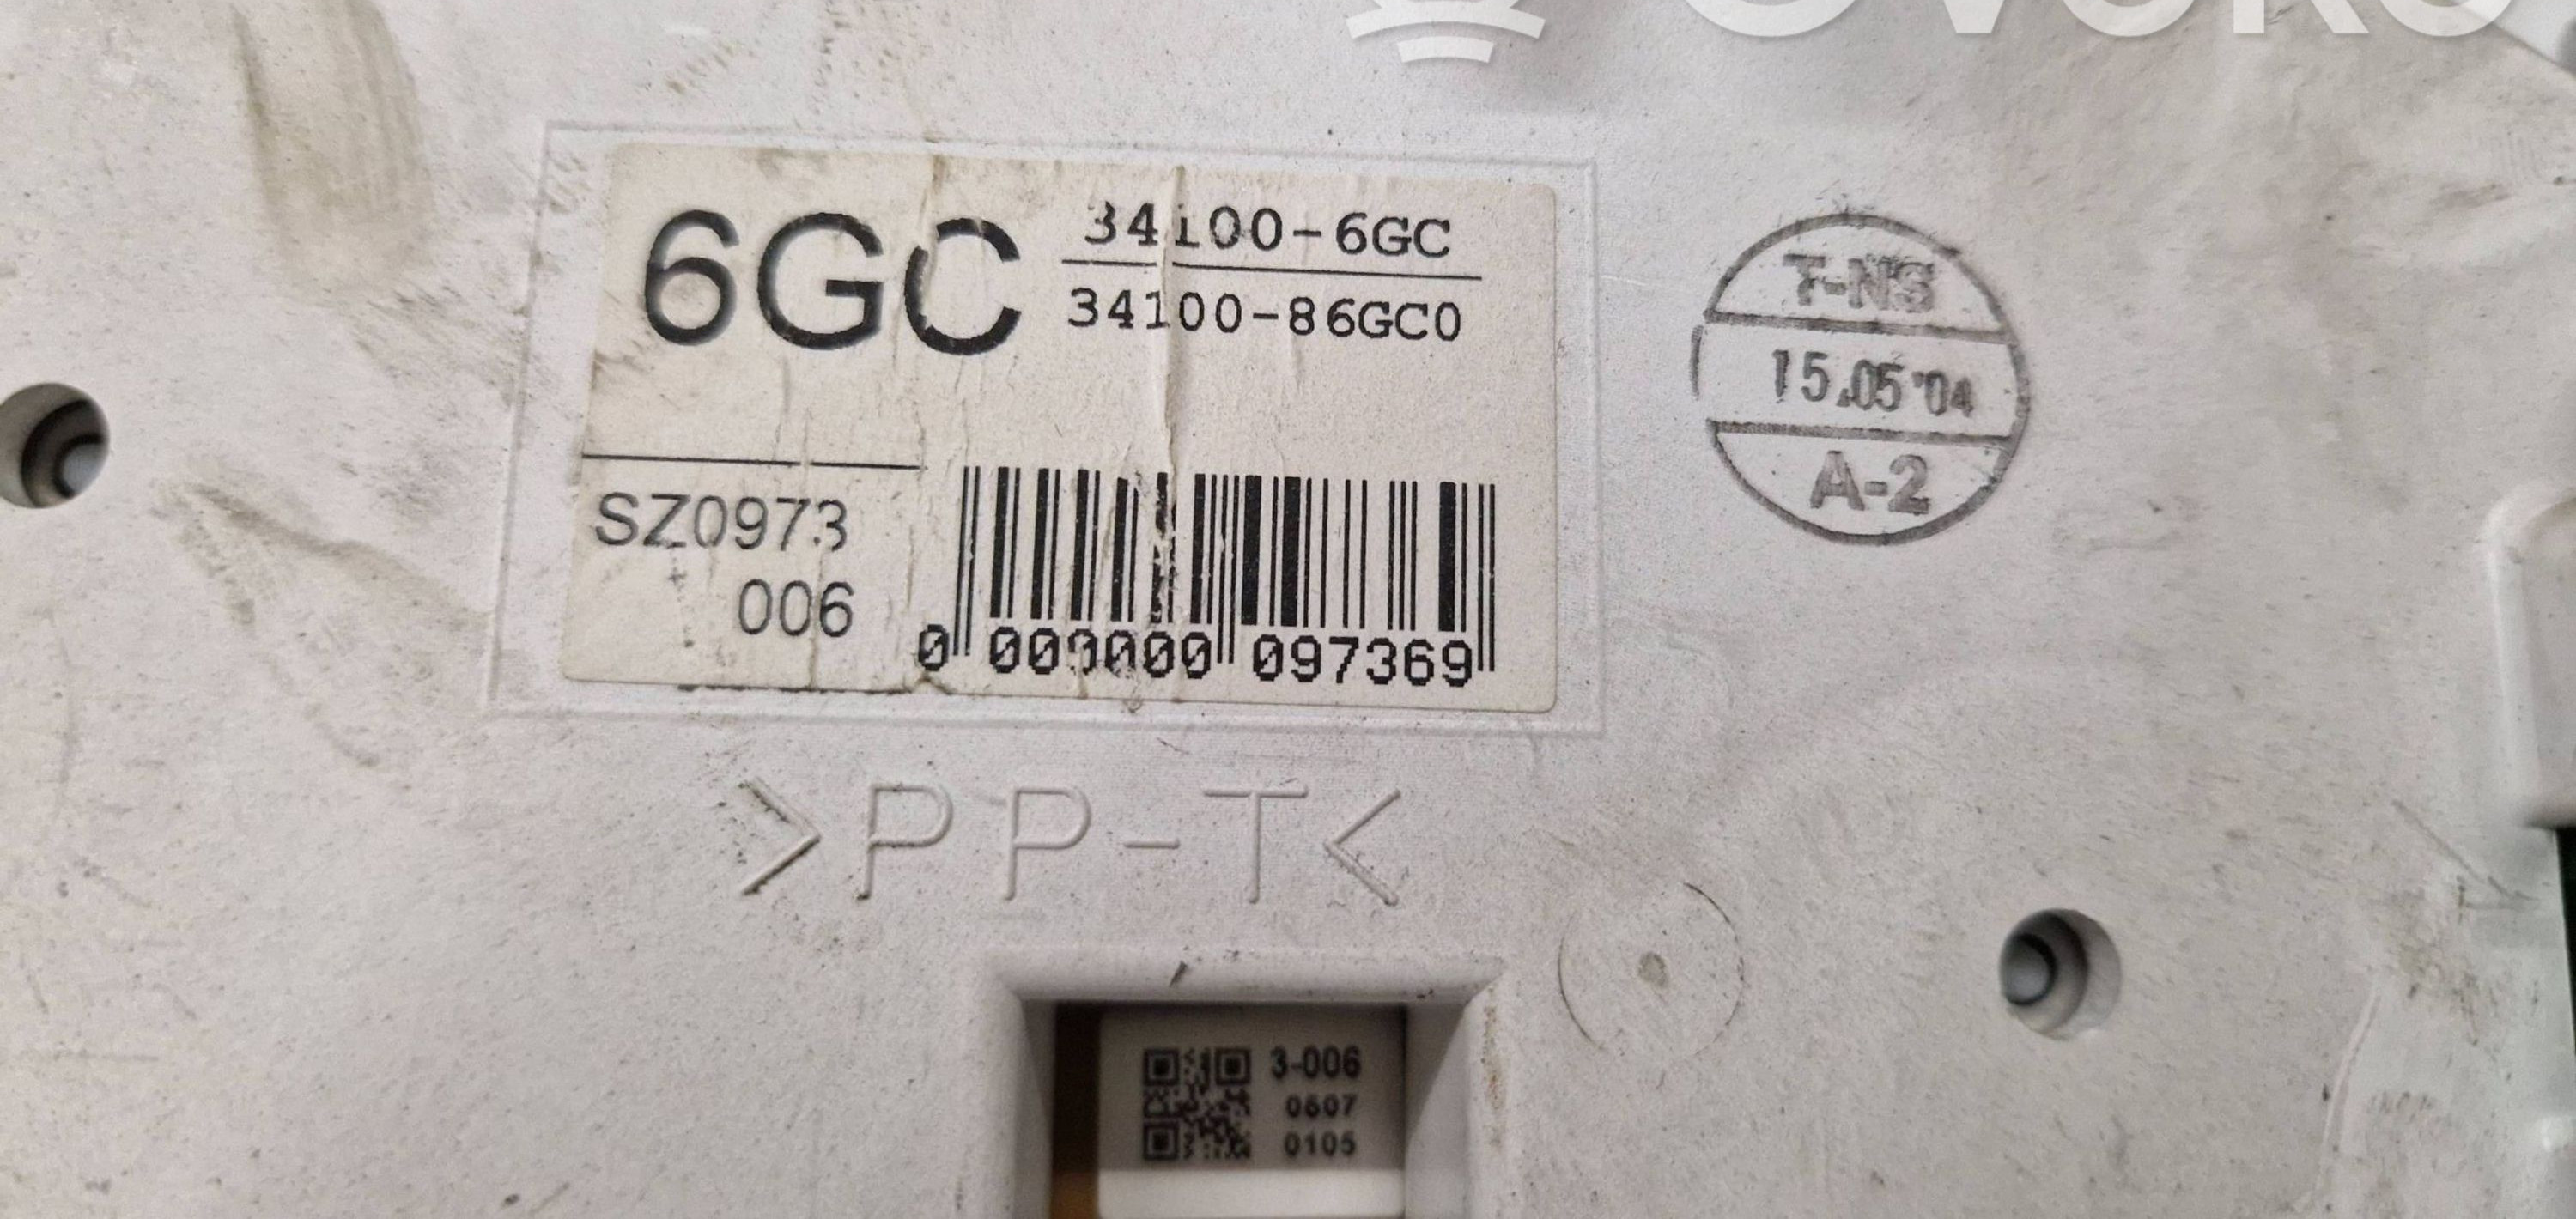 6GC
34100-6GC
34100-86GC0
SZ0973
006
0 000000 097369
T-NS
15.05'04
A-2
>PP-T<
3-006
0607
0105